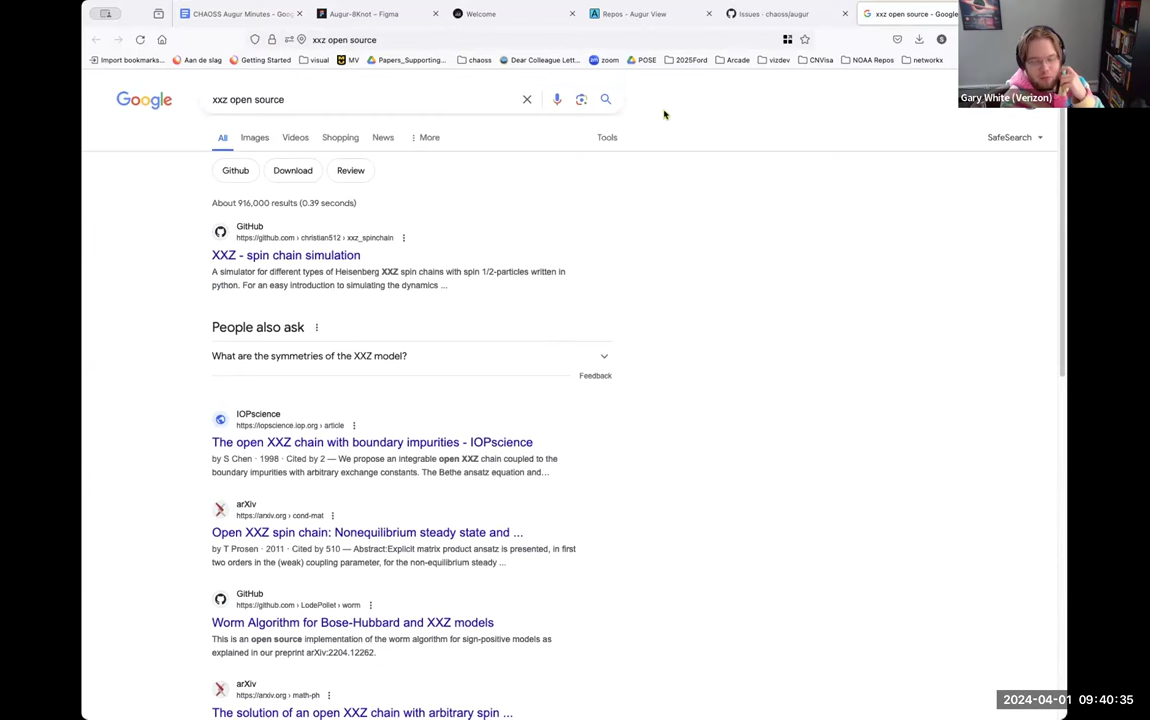 CHAOSS Augur Minutes - Goo
Augur-8Knot – Figma
Welcome
Repos - Augur View
Issues · chaoss/augur
xxz open source - Google
xxz open source
Import bookmarks...
Aan de slag
Getting Started
visual
MV
Papers_Supporting...
chaoss
Dear Colleague Lett...
zoom
POSE
2025Ford
Arcade
vizdev
CNVisa
NOAA Repos
networkx
Gary White (Verizon)
Google
xxz open source
All
Images
Videos
Shopping
News
More
Tools
SafeSearch
Github
Download
Review
About 916,000 results (0.39 seconds)
GitHub
https://github.com › christian512 › xxz_spinchain
XXZ - spin chain simulation
A simulator for different types of Heisenberg XXZ spin chains with spin 1/2-particles written in
python. For an easy introduction to simulating the dynamics ...
People also ask
What are the symmetries of the XXZ model?
Feedback
IOPscience
https://iopscience.iop.org › article
The open XXZ chain with boundary impurities - IOPscience
by S Chen · 1998 · Cited by 2 — We propose an integrable open XXZ chain coupled to the
boundary impurities with arbitrary exchange constants. The Bethe ansatz equation and...
arXiv
https://arxiv.org › cond-mat
Open XXZ spin chain: Nonequilibrium steady state and ...
by T Prosen · 2011 · Cited by 510 — Abstract:Explicit matrix product ansatz is presented, in first
two orders in the (weak) coupling parameter, for the non-equilibrium steady ...
GitHub
https://github.com › LodePollet › worm
Worm Algorithm for Bose-Hubbard and XXZ models
This is an open source implementation of the worm algorithm for sign-positive models as
explained in our preprint arXiv:2204.12262.
arXiv
https://arxiv.org › math-ph
The solution of an open XXZ chain with arbitrary spin ...
2024-04-01 09:40:35